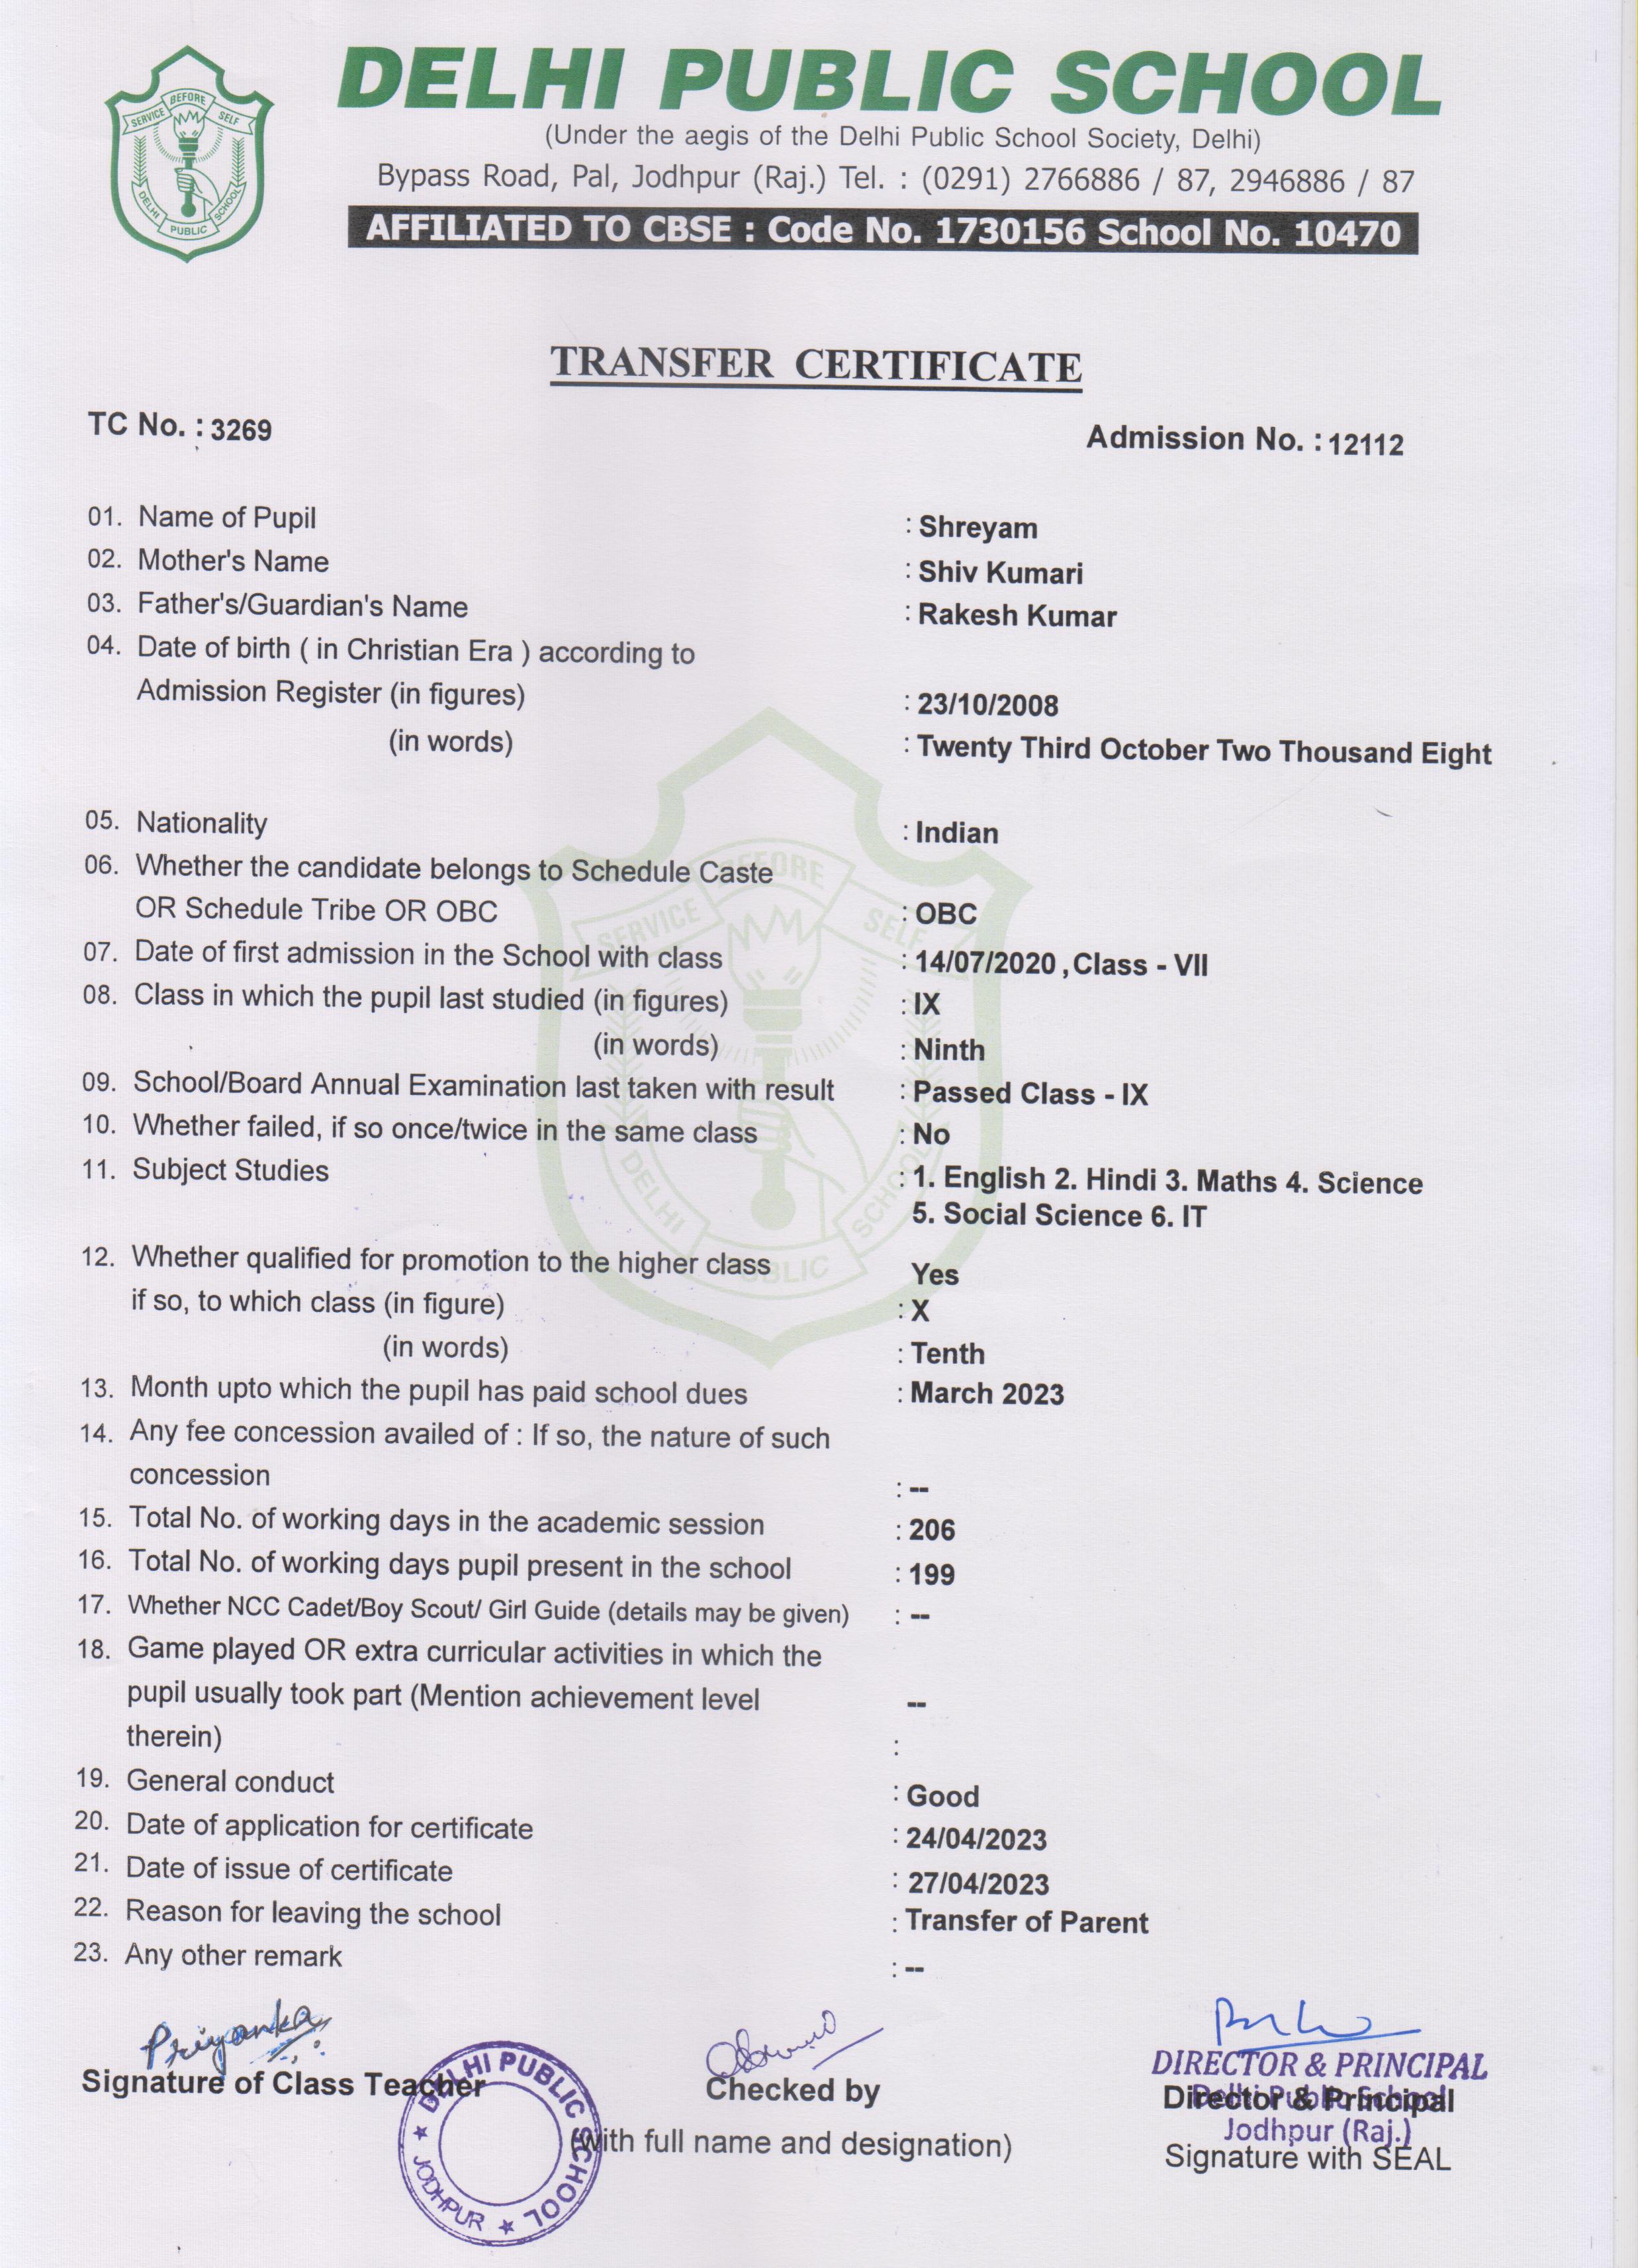 SERVICE BEFORE SELF
DELHI PUBLIC SCHOOL
DELHI PUBLIC SCHOOL
(Under the aegis of the Delhi Public School Society, Delhi)
Bypass Road, Pal, Jodhpur (Raj.) Tel. : (0291) 2766886 / 87, 2946886 / 87
AFFILIATED TO CBSE : Code No. 1730156 School No. 10470
TRANSFER CERTIFICATE
TC No. : 3269 Admission No. : 12112
01. Name of Pupil : Shreyam
02. Mother's Name : Shiv Kumari
03. Father's/Guardian's Name : Rakesh Kumar
04. Date of birth ( in Christian Era ) according to
Admission Register (in figures) : 23/10/2008
(in words) : Twenty Third October Two Thousand Eight
05. Nationality : Indian
06. Whether the candidate belongs to Schedule Caste
OR Schedule Tribe OR OBC : OBC
07. Date of first admission in the School with class : 14/07/2020 , Class - VII
08. Class in which the pupil last studied (in figures) : IX
(in words) : Ninth
09. School/Board Annual Examination last taken with result : Passed Class - IX
10. Whether failed, if so once/twice in the same class : No
11. Subject Studies : 1. English 2. Hindi 3. Maths 4. Science
5. Social Science 6. IT
12. Whether qualified for promotion to the higher class Yes
if so, to which class (in figure) : X
(in words) : Tenth
13. Month upto which the pupil has paid school dues : March 2023
14. Any fee concession availed of : If so, the nature of such
concession : --
15. Total No. of working days in the academic session : 206
16. Total No. of working days pupil present in the school : 199
17. Whether NCC Cadet/Boy Scout/ Girl Guide (details may be given) : --
18. Game played OR extra curricular activities in which the
pupil usually took part (Mention achievement level --
therein) :
19. General conduct : Good
20. Date of application for certificate : 24/04/2023
21. Date of issue of certificate : 27/04/2023
22. Reason for leaving the school : Transfer of Parent
23. Any other remark : --
SERVICE BEFORE SELF
DELHI PUBLIC SCHOOL
Priyanka
Signature of Class Teacher
DELHI PUBLIC SCHOOL
JODHPUR
Checked by
(with full name and designation)
DIRECTOR & PRINCIPAL
Delhi Public School
Director & Principal
Jodhpur (Raj.)
Signature with SEAL